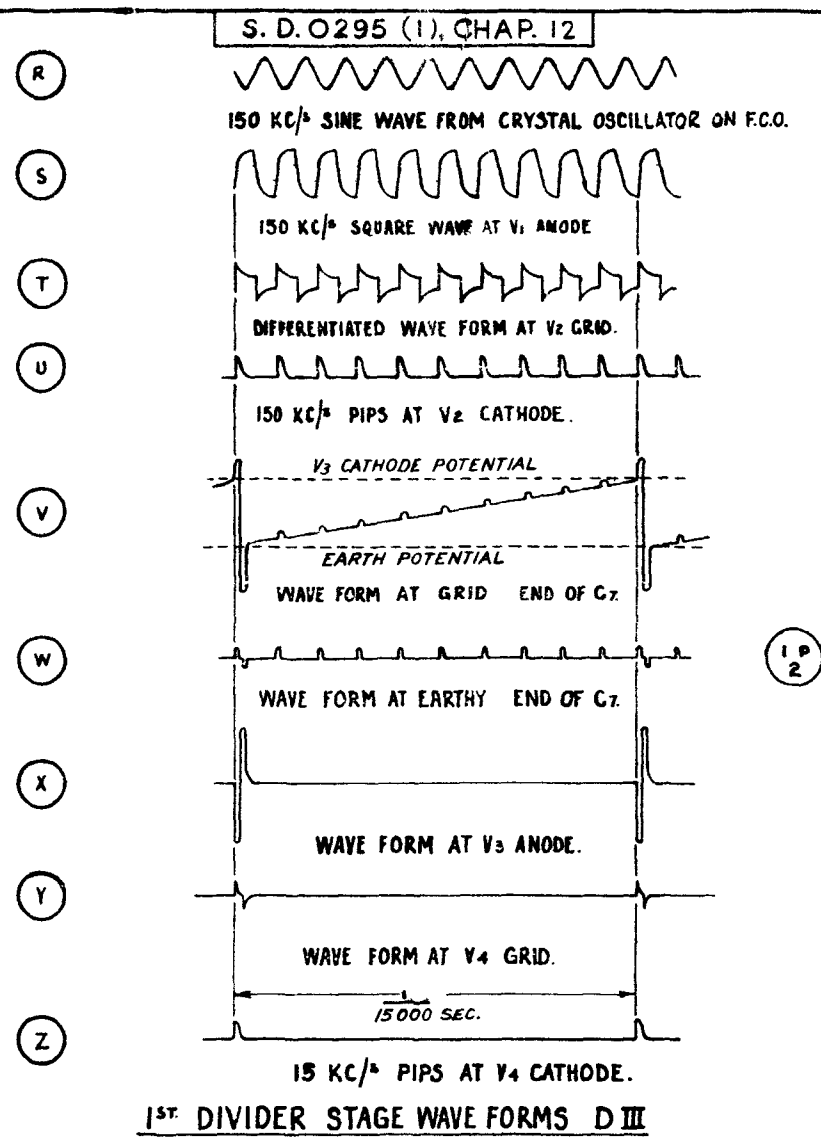 S. D. 0295 (1), CHAP. 12
R
150 KC/S SINE WAVE FROM CRYSTAL OSCILLATOR ON F.C.O.
S
150 KC/S SQUARE WAVE AT V1 ANODE
T
DIFFERENTIATED WAVE FORM AT V2 GRID.
U
150 KC/S PIPS AT V2 CATHODE.
V3 CATHODE POTENTIAL
V
EARTH POTENTIAL
WAVE FORM AT GRID END OF C7.
W
1 P
2
WAVE FORM AT EARTHY END OF C7.
X
WAVE FORM AT V3 ANODE.
Y
WAVE FORM AT V4 GRID.
1
15000 SEC.
Z
15 KC/S PIPS AT V4 CATHODE.
1ST. DIVIDER STAGE WAVE FORMS D III